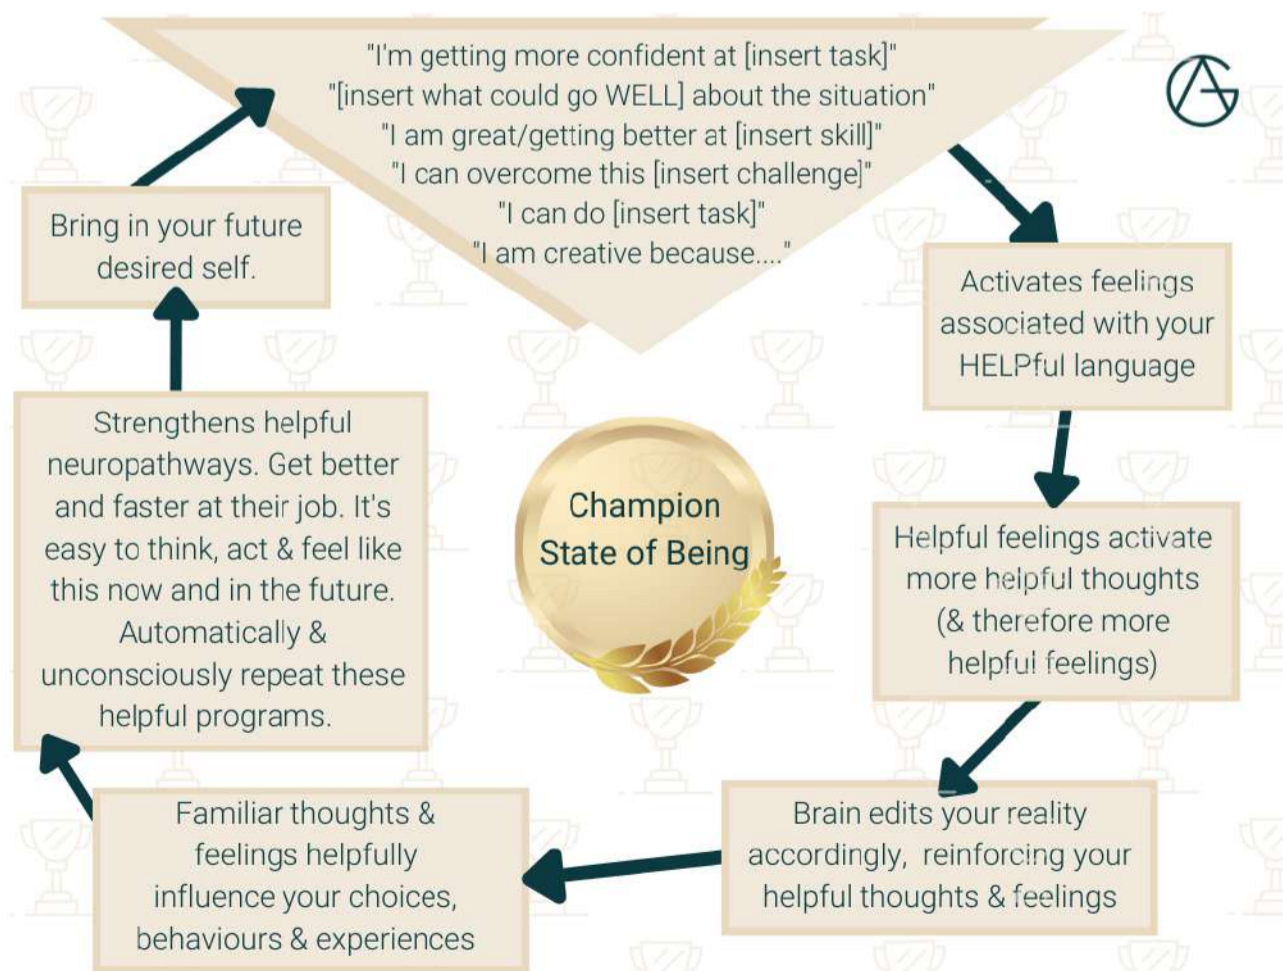 "I'm getting more confident at [insert task]"
"[insert what could go WELL] about the situation"
"I am great/getting better at [insert skill]"
"I can overcome this [insert challenge]"
"I can do [insert task]"
"I am creative because...."
Activates feelings
associated with your
HELPful language
Helpful feelings activate
more helpful thoughts
(& therefore more
helpful feelings)
Brain edits your reality
accordingly,  reinforcing your
helpful thoughts & feelings
Familiar thoughts &
feelings helpfully
influence your choices,
behaviours & experiences
Strengthens helpful
neuropathways. Get better
and faster at their job. It's
easy to think, act & feel like
this now and in the future.
Automatically &
unconsciously repeat these
helpful programs.
Bring in your future
desired self.
Champion
State of Being